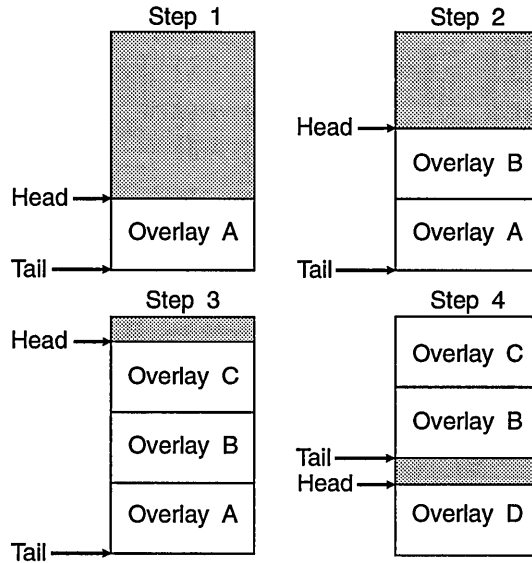 Step 1
Head
Overlay A
Tail
Step 2
Head
Overlay B
Overlay A
Tail
Step 3
Head
Overlay C
Overlay B
Overlay A
Tail
Step 4
Overlay C
Overlay B
Tail
Head
Overlay D